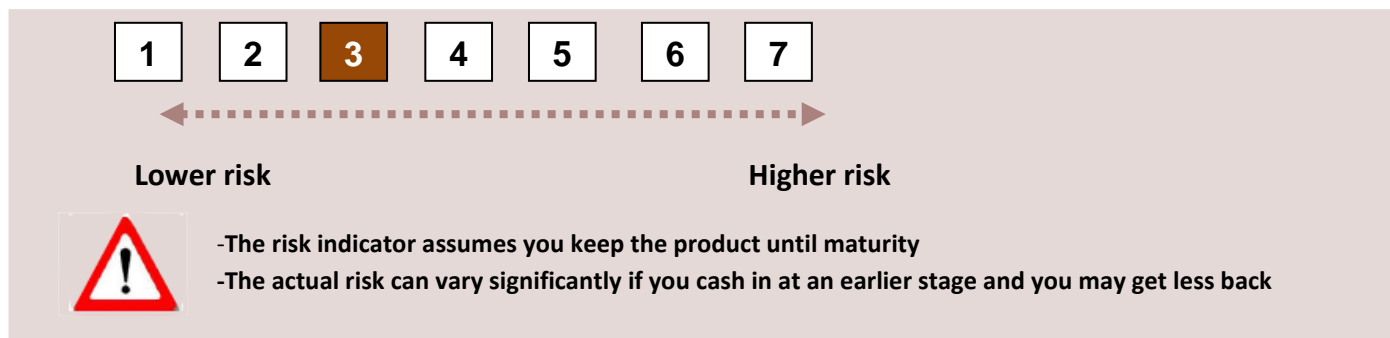 1 2 3 4 5 6 7
Lower risk Higher risk
-The risk indicator assumes you keep the product until maturity
-The actual risk can vary significantly if you cash in at an earlier stage and you may get less back